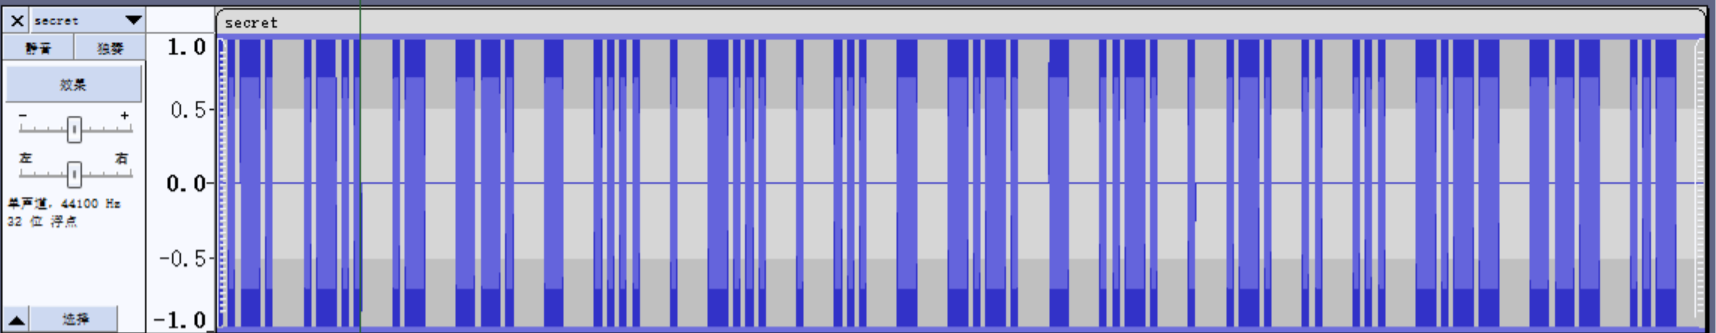 × secret
secret
静音 独奏
效果
- +
左 右
单声道, 44100 Hz
32 位 浮点
选择
1.0
0.5
0.0
-0.5
-1.0